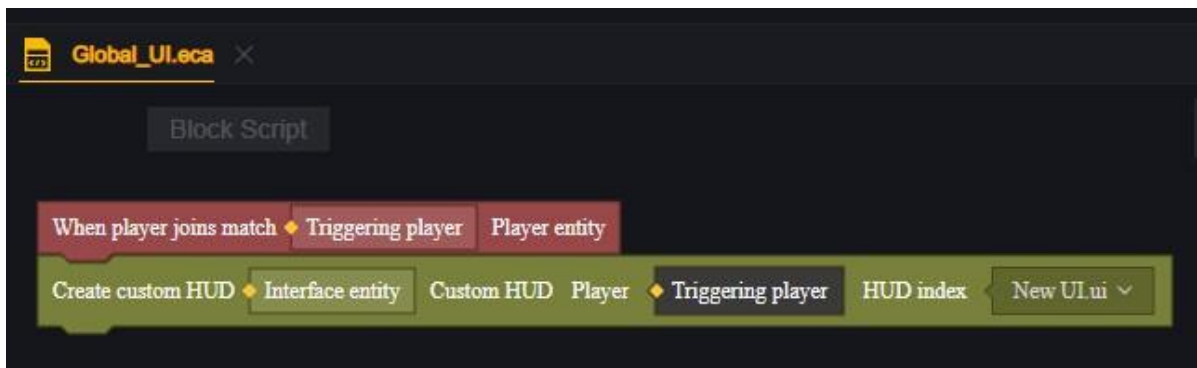 Global_UI.eca
Block Script
When player joins match Triggering player Player entity
Create custom HUD Interface entity Custom HUD Player Triggering player HUD index New UI.ui